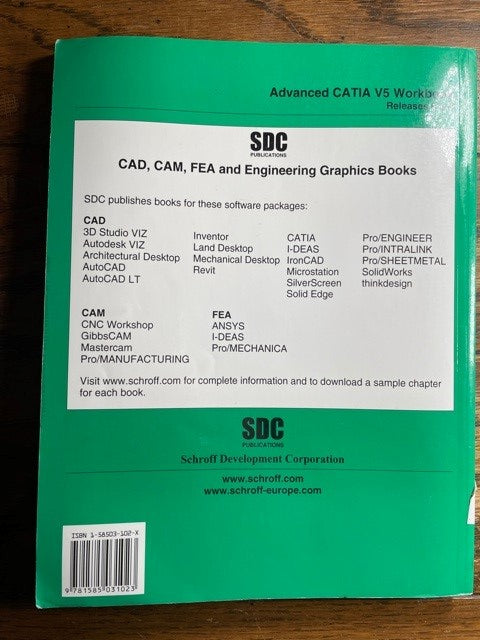 Advanced CATIA V5
Releases
SDC
PUBLICATIONS
CAD, CAM, FEA and Engineering Graphics Books
SDC publishes books for these software packages:
CAD
3D Studio VIZ
Autodesk VIZ
Architectural Desktop
AutoCAD
AutoCAD LT
Inventor
Land Desktop
Mechanical Desktop
Revit
CATIA
I-DEAS
IronCAD
Microstation
SilverScreen
Solid Edge
Pro/ENGINEER
Pro/INTRALINK
Pro/SHEETMETAL
SolidWorks
thinkdesign
CAM
CNC Workshop
GibbsCAM
Mastercam
Pro/MANUFACTURING
FEA
ANSYS
I-DEAS
Pro/MECHANICA
Visit www.schroff.com for complete information and to download a sample chapter
for each book.
SDC
PUBLICATIONS
Schroff Development Corporation
www.schroff.com
www.schroff-europe.com
ISBN 1-58503-102-X
9 781585 031023